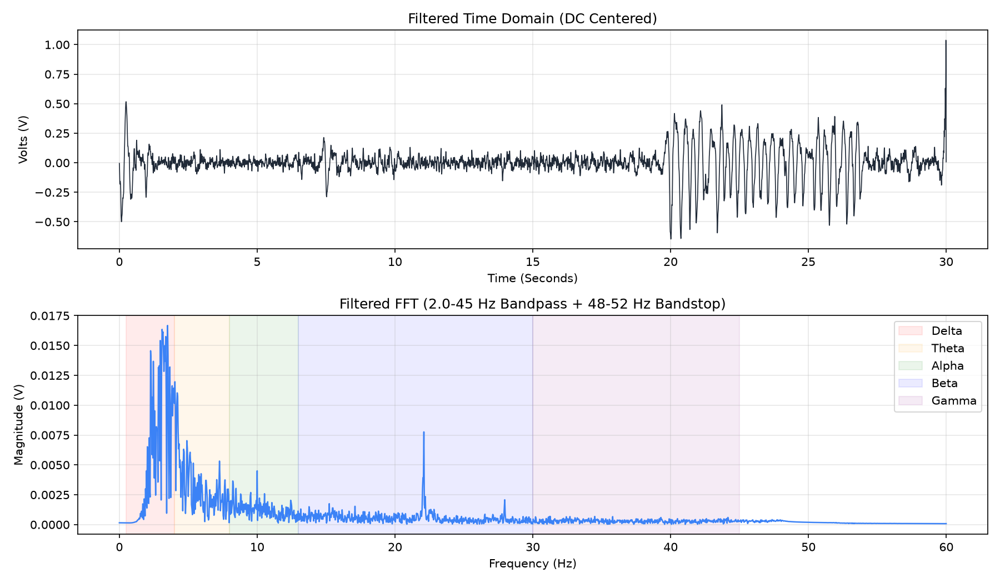 Filtered Time Domain (DC Centered)
Volts (V)
1.00
0.75
0.50
0.25
0.00
−0.25
−0.50
0 5 10 15 20 25 30
Time (Seconds)
Filtered FFT (2.0-45 Hz Bandpass + 48-52 Hz Bandstop)
Magnitude (V)
0.0175
0.0150
0.0125
0.0100
0.0075
0.0050
0.0025
0.0000
Delta
Theta
Alpha
Beta
Gamma
0 10 20 30 40 50 60
Frequency (Hz)